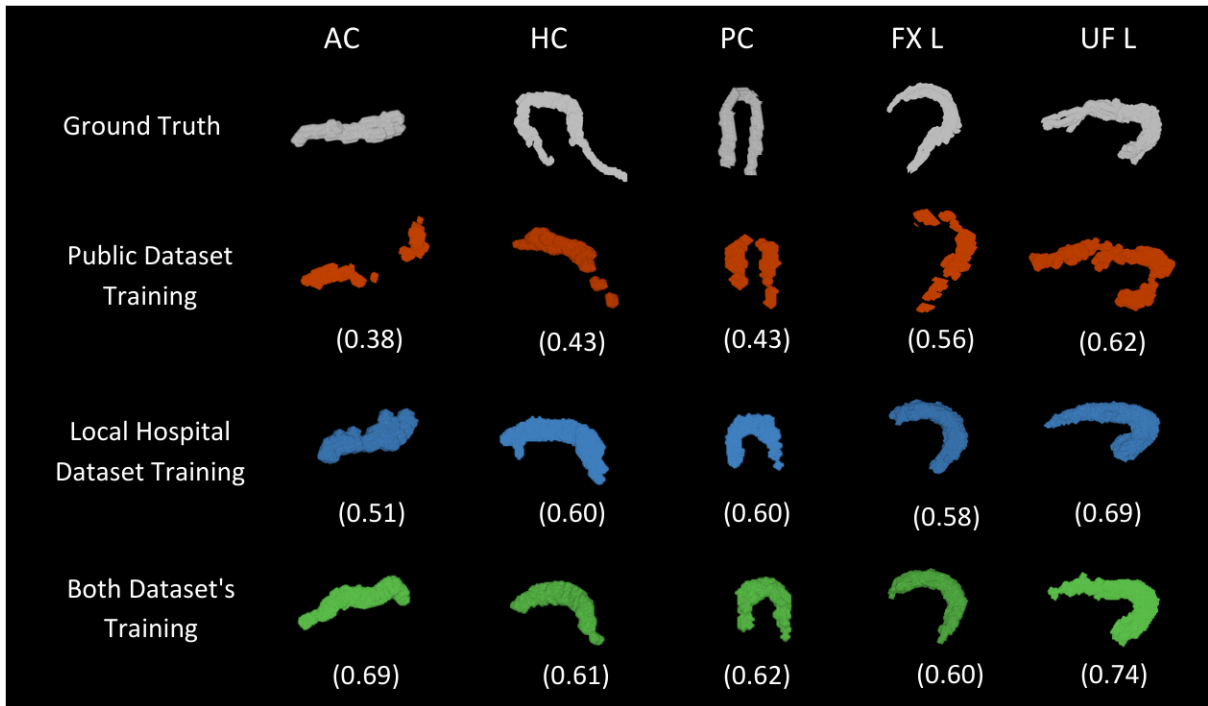 AC HC PC FX L UF L
Ground Truth
Public Dataset
Training
(0.38) (0.43) (0.43) (0.56) (0.62)
Local Hospital
Dataset Training
(0.51) (0.60) (0.60) (0.58) (0.69)
Both Dataset's
Training
(0.69) (0.61) (0.62) (0.60) (0.74)